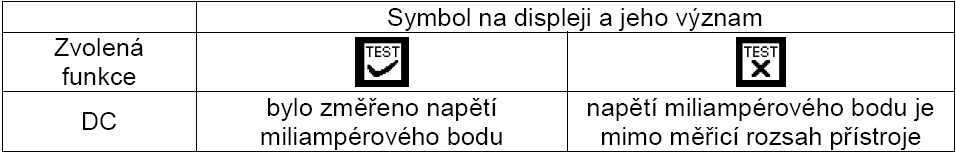 Symbol na displeji a jeho význam
Zvolená
funkce
TEST
TEST
DC
bylo změřeno napětí
miliampérového bodu
napětí miliampérového bodu je
mimo měřicí rozsah přístroje